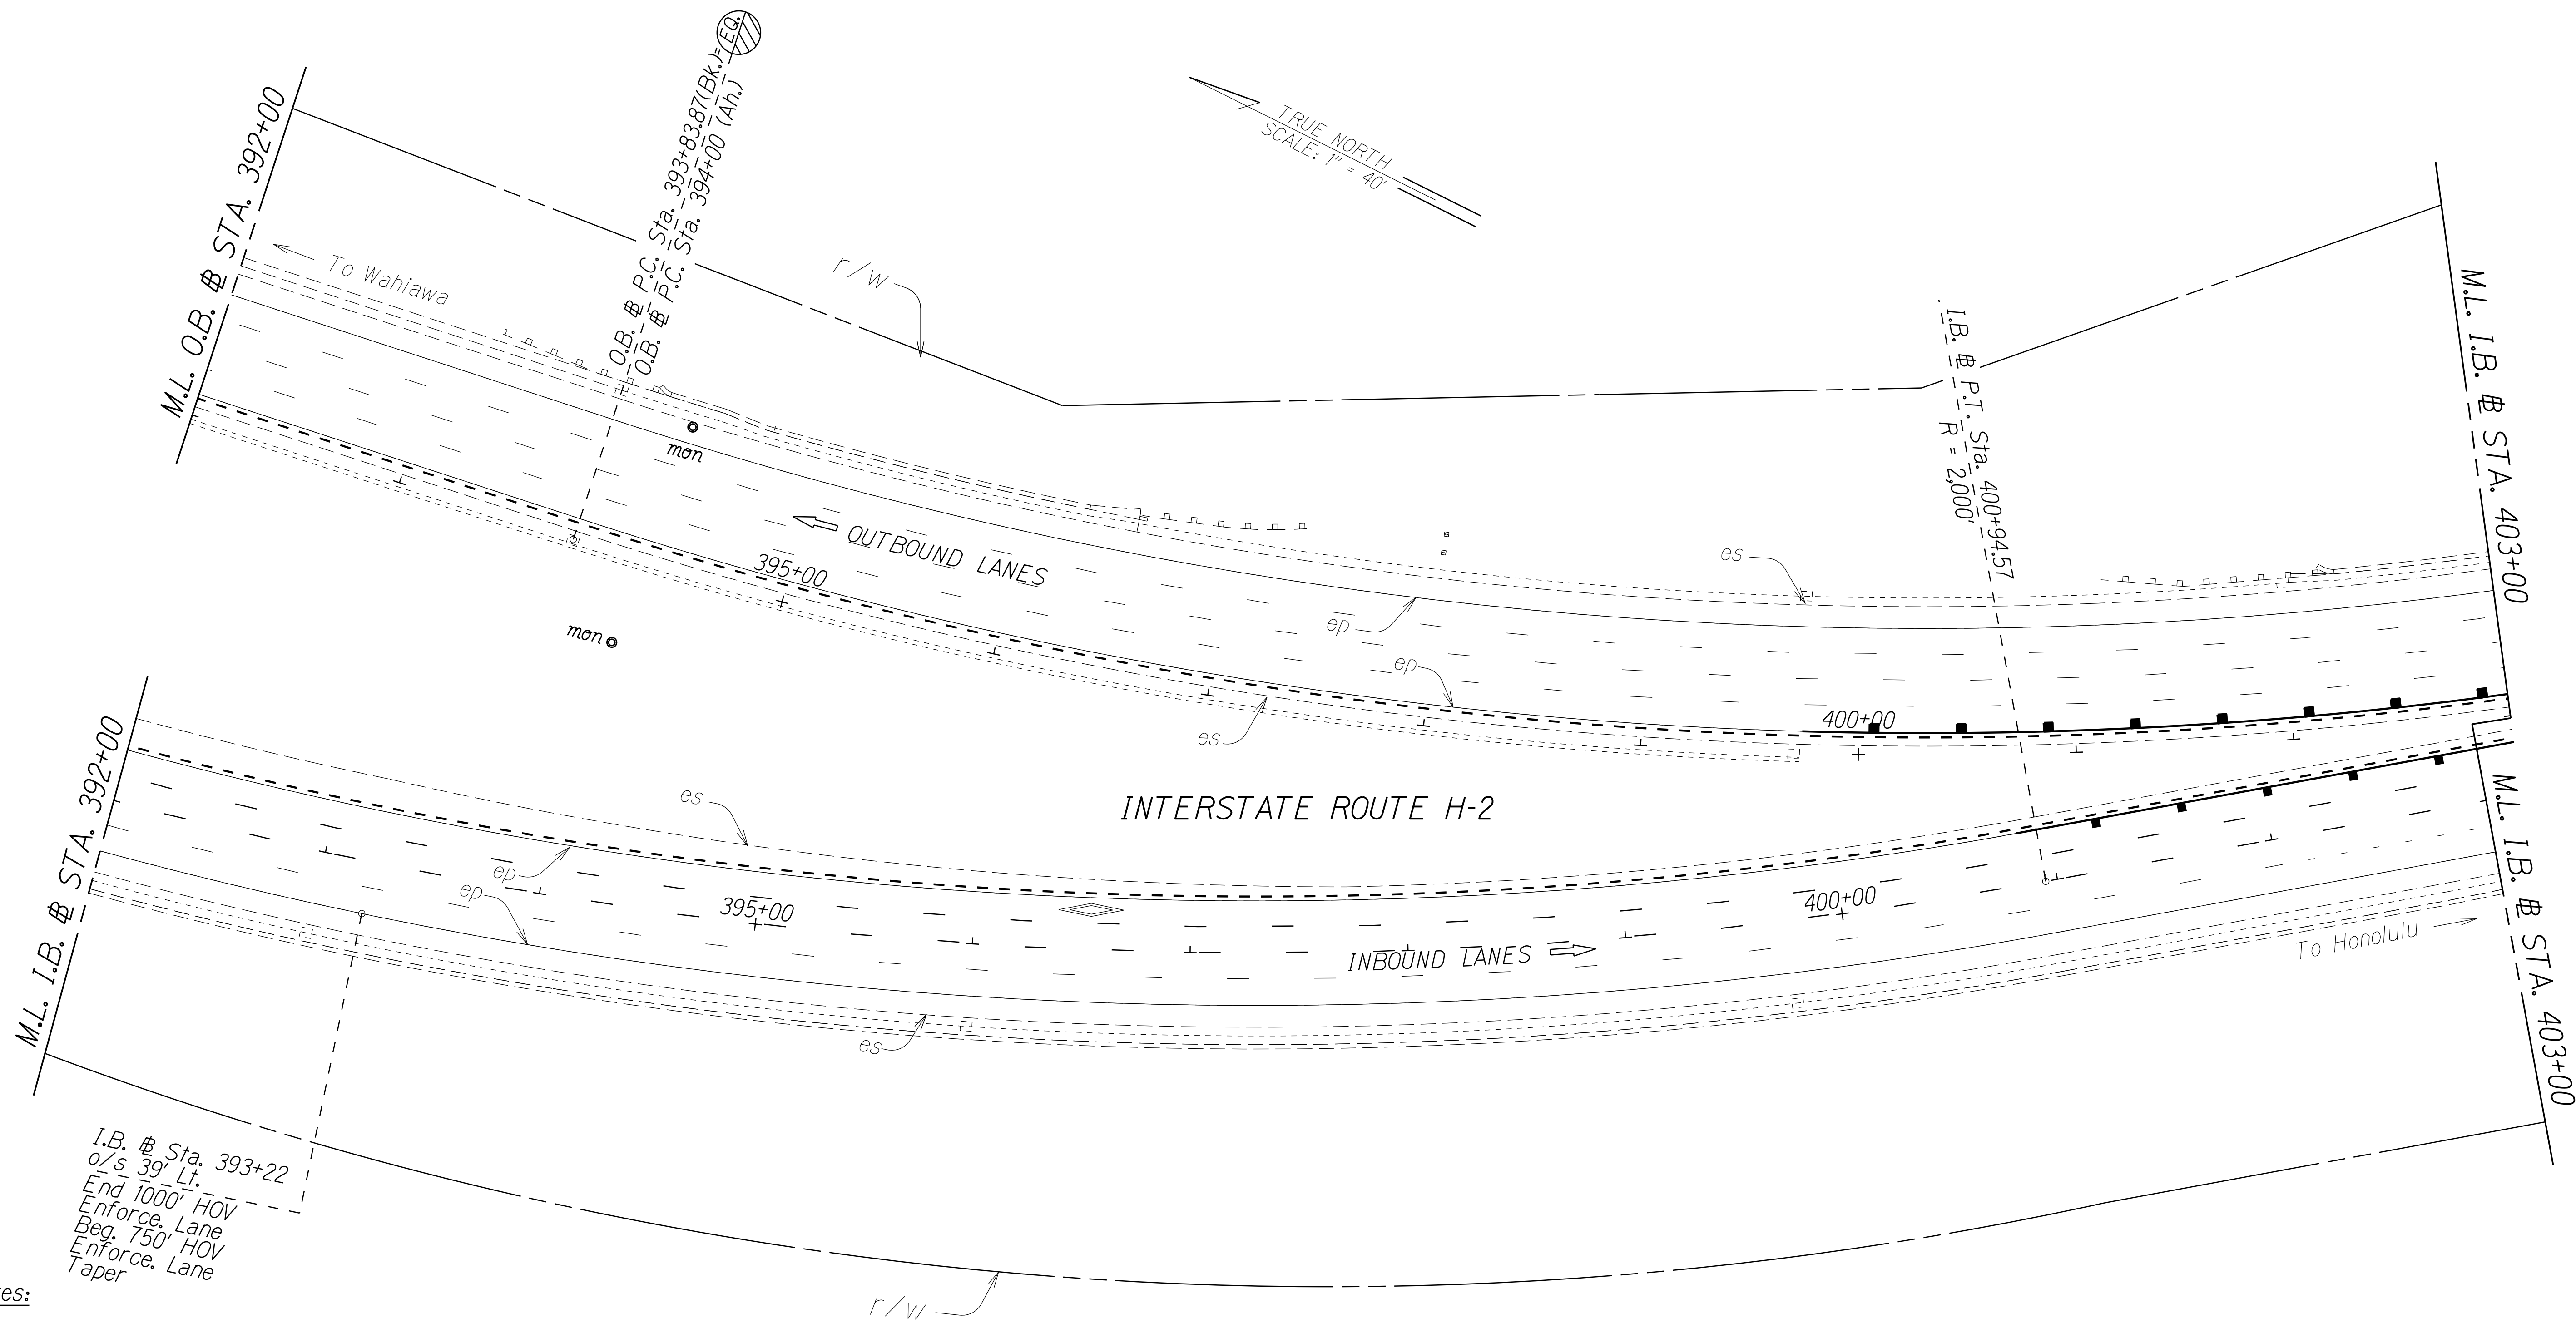 M.L. O.B. ⅊ STA. 392+00
To Wahiawa
O.B. ⅊ P.C. Sta. 393+83.87(Bk.)= EQ.
O.B. ⅊ P.C. Sta. 394+00 (Ah.)
r/w
TRUE NORTH
SCALE: 1" = 40'
I.B. ⅊ P.T. Sta. 400+94.57
R = 2,000'
M.L. I.B. ⅊ STA. 403+00
mon
OUTBOUND LANES
395+00
mon
es
ep
ep
es
400+00
M.L. I.B. ⅊ STA. 392+00
INTERSTATE ROUTE H-2
es
ep
ep
395+00
400+00
INBOUND LANES
To Honolulu
es
M.L. I.B. ⅊ STA. 403+00
I.B. ⅊ Sta. 393+22
o/s 39' Lt.
End 1000' HOV
Enforce. Lane
Beg. 750' HOV
Enforce. Lane
Taper
r/w